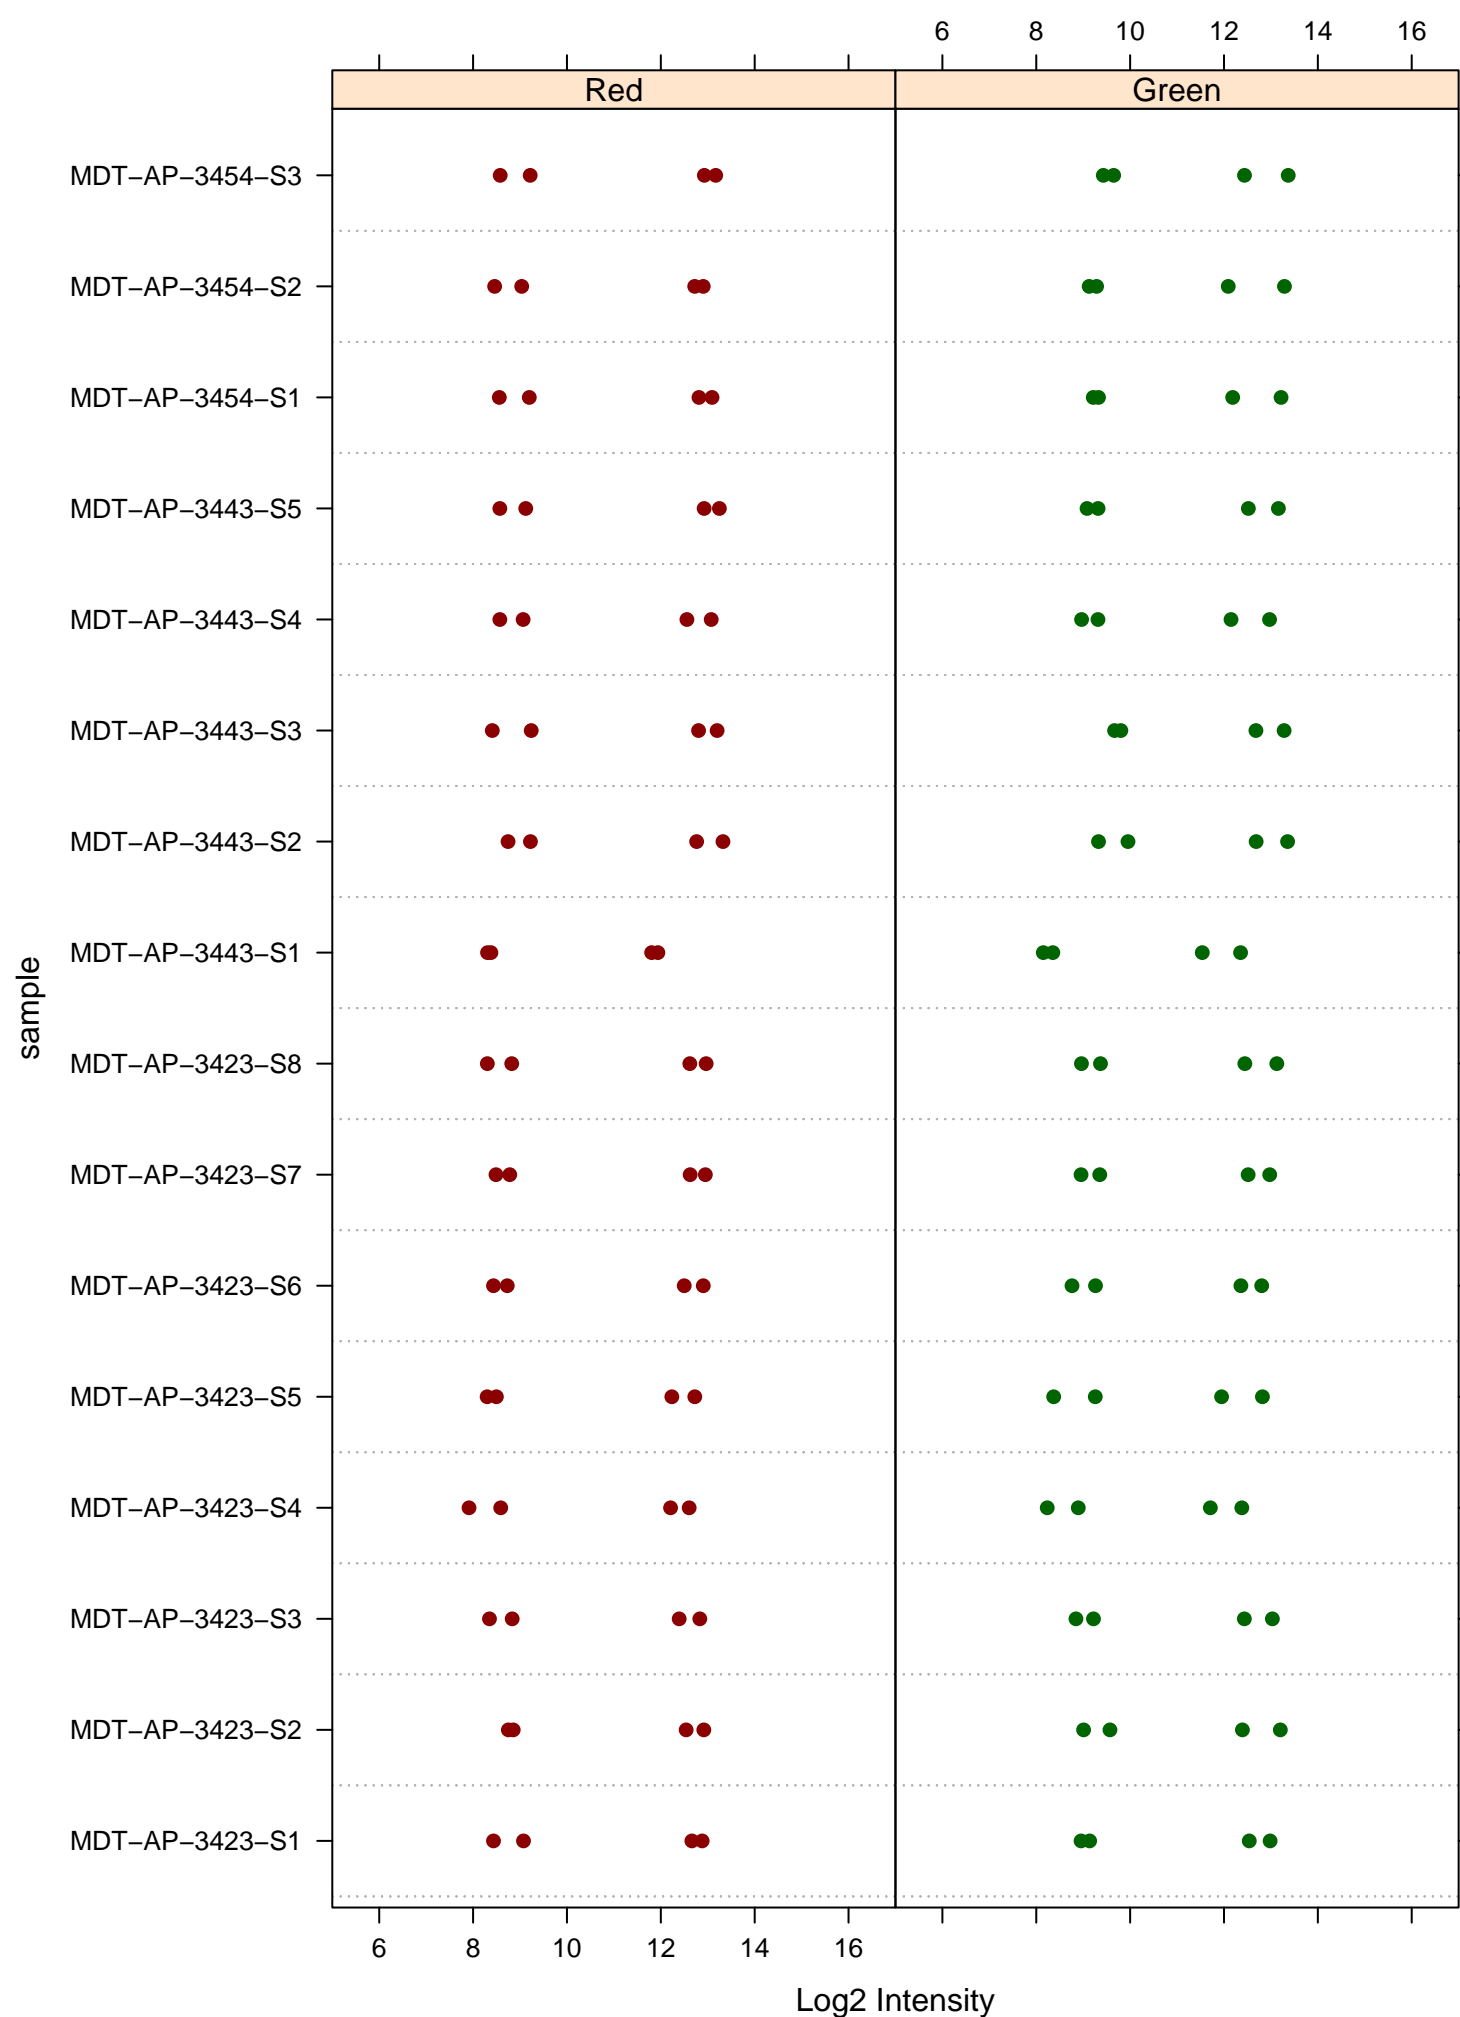 6 8 10 12 14 16
Red Green
MDT−AP−3454−S3
MDT−AP−3454−S2
MDT−AP−3454−S1
MDT−AP−3443−S5
MDT−AP−3443−S4
MDT−AP−3443−S3
MDT−AP−3443−S2
MDT−AP−3443−S1
MDT−AP−3423−S8
MDT−AP−3423−S7
MDT−AP−3423−S6
MDT−AP−3423−S5
MDT−AP−3423−S4
MDT−AP−3423−S3
MDT−AP−3423−S2
MDT−AP−3423−S1
sample
6 8 10 12 14 16
Log2 Intensity